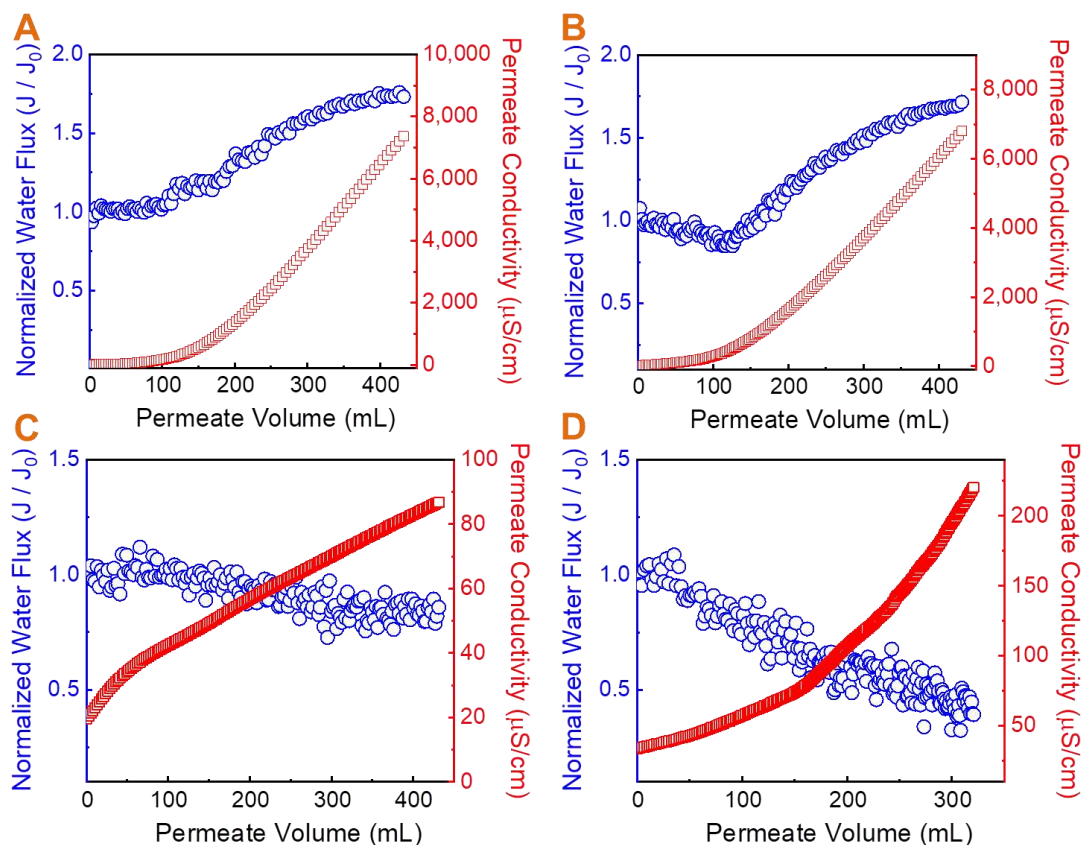 A
Normalized Water Flux (J / J₀)
2.0
1.5
1.0
0.5
10,000
8,000
6,000
4,000
2,000
0
Permeate Conductivity (μS/cm)
0 100 200 300 400
Permeate Volume (mL)
B
Normalized Water Flux (J / J₀)
2.0
1.5
1.0
0.5
8,000
6,000
4,000
2,000
0
Permeate Conductivity (μS/cm)
0 100 200 300 400
Permeate Volume (mL)
C
Normalized Water Flux (J / J₀)
1.5
1.0
0.5
100
80
60
40
20
0
Permeate Conductivity (μS/cm)
0 100 200 300 400
Permeate Volume (mL)
D
Normalized Water Flux (J / J₀)
1.5
1.0
0.5
200
150
100
50
Permeate Conductivity (μS/cm)
0 100 200 300
Permeate Volume (mL)